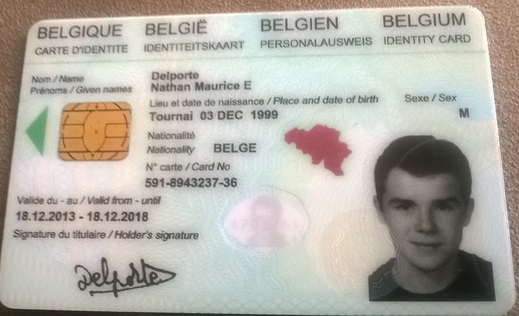 BELGIQUE BELGIË BELGIEN BELGIUM
CARTE D'IDENTITE IDENTITEITSKAART PERSONALAUSWEIS IDENTITY CARD
Nom / Name Delporte
Prénoms / Given names Nathan Maurice E
Lieu et date de naissance / Place and date of birth Sexe / Sex
Tournai 03 DEC 1999 M
Nationalité
Nationality BELGE
N° carte / Card No
591-8943237-36
Valide du - au / Valid from - until
18.12.2013 - 18.12.2018
Signature du titulaire / Holder's signature
Delporte